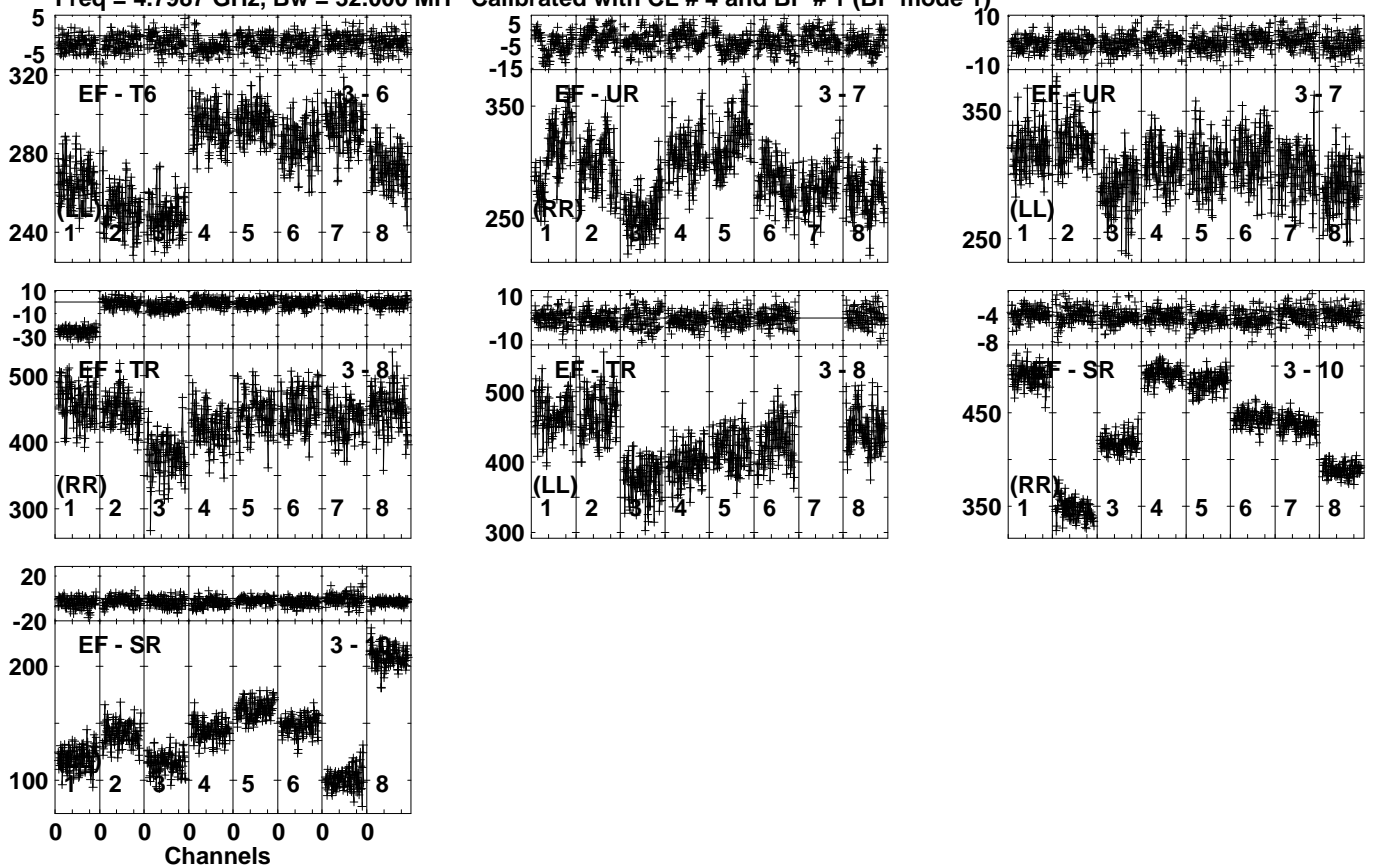 Freq = 4.7987 GHz, Bw = 32.000 MH Calibrated with CL # 4 and BP # 1 (BP mode 1)
5
-5
320
280
240
EF - T6
3 - 6
(LL)
1 2 3 4 5 6 7 8
5
-5
-15
350
250
EF - UR
3 - 7
(RR)
1 2 3 4 5 6 7 8
10
-10
350
250
EF - UR
3 - 7
(LL)
1 2 3 4 5 6 7 8
10
-10
-30
500
400
300
EF - TR
3 - 8
(RR)
1 2 3 4 5 6 7 8
10
-10
500
400
300
EF - TR
3 - 8
(LL)
1 2 3 4 5 6 7 8
-4
-8
450
350
EF - SR
3 - 10
(RR)
1 2 3 4 5 6 7 8
20
-20
200
100
EF - SR
3 - 10
1 2 3 4 5 6 7 8
0 0 0 0 0 0 0 0
Channels